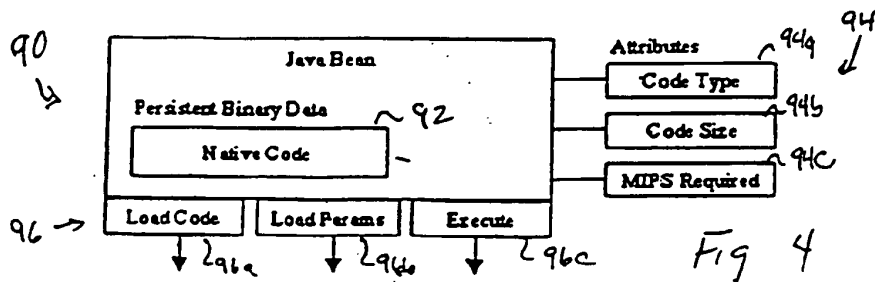 90
Java Bean
Attributes
94a
94
Code Type
Persistent Binary Data
92
94b
Code Size
Native Code
94c
MIPS Required
96
Load Code
Load Params
Execute
96a
96b
96c
Fig 4